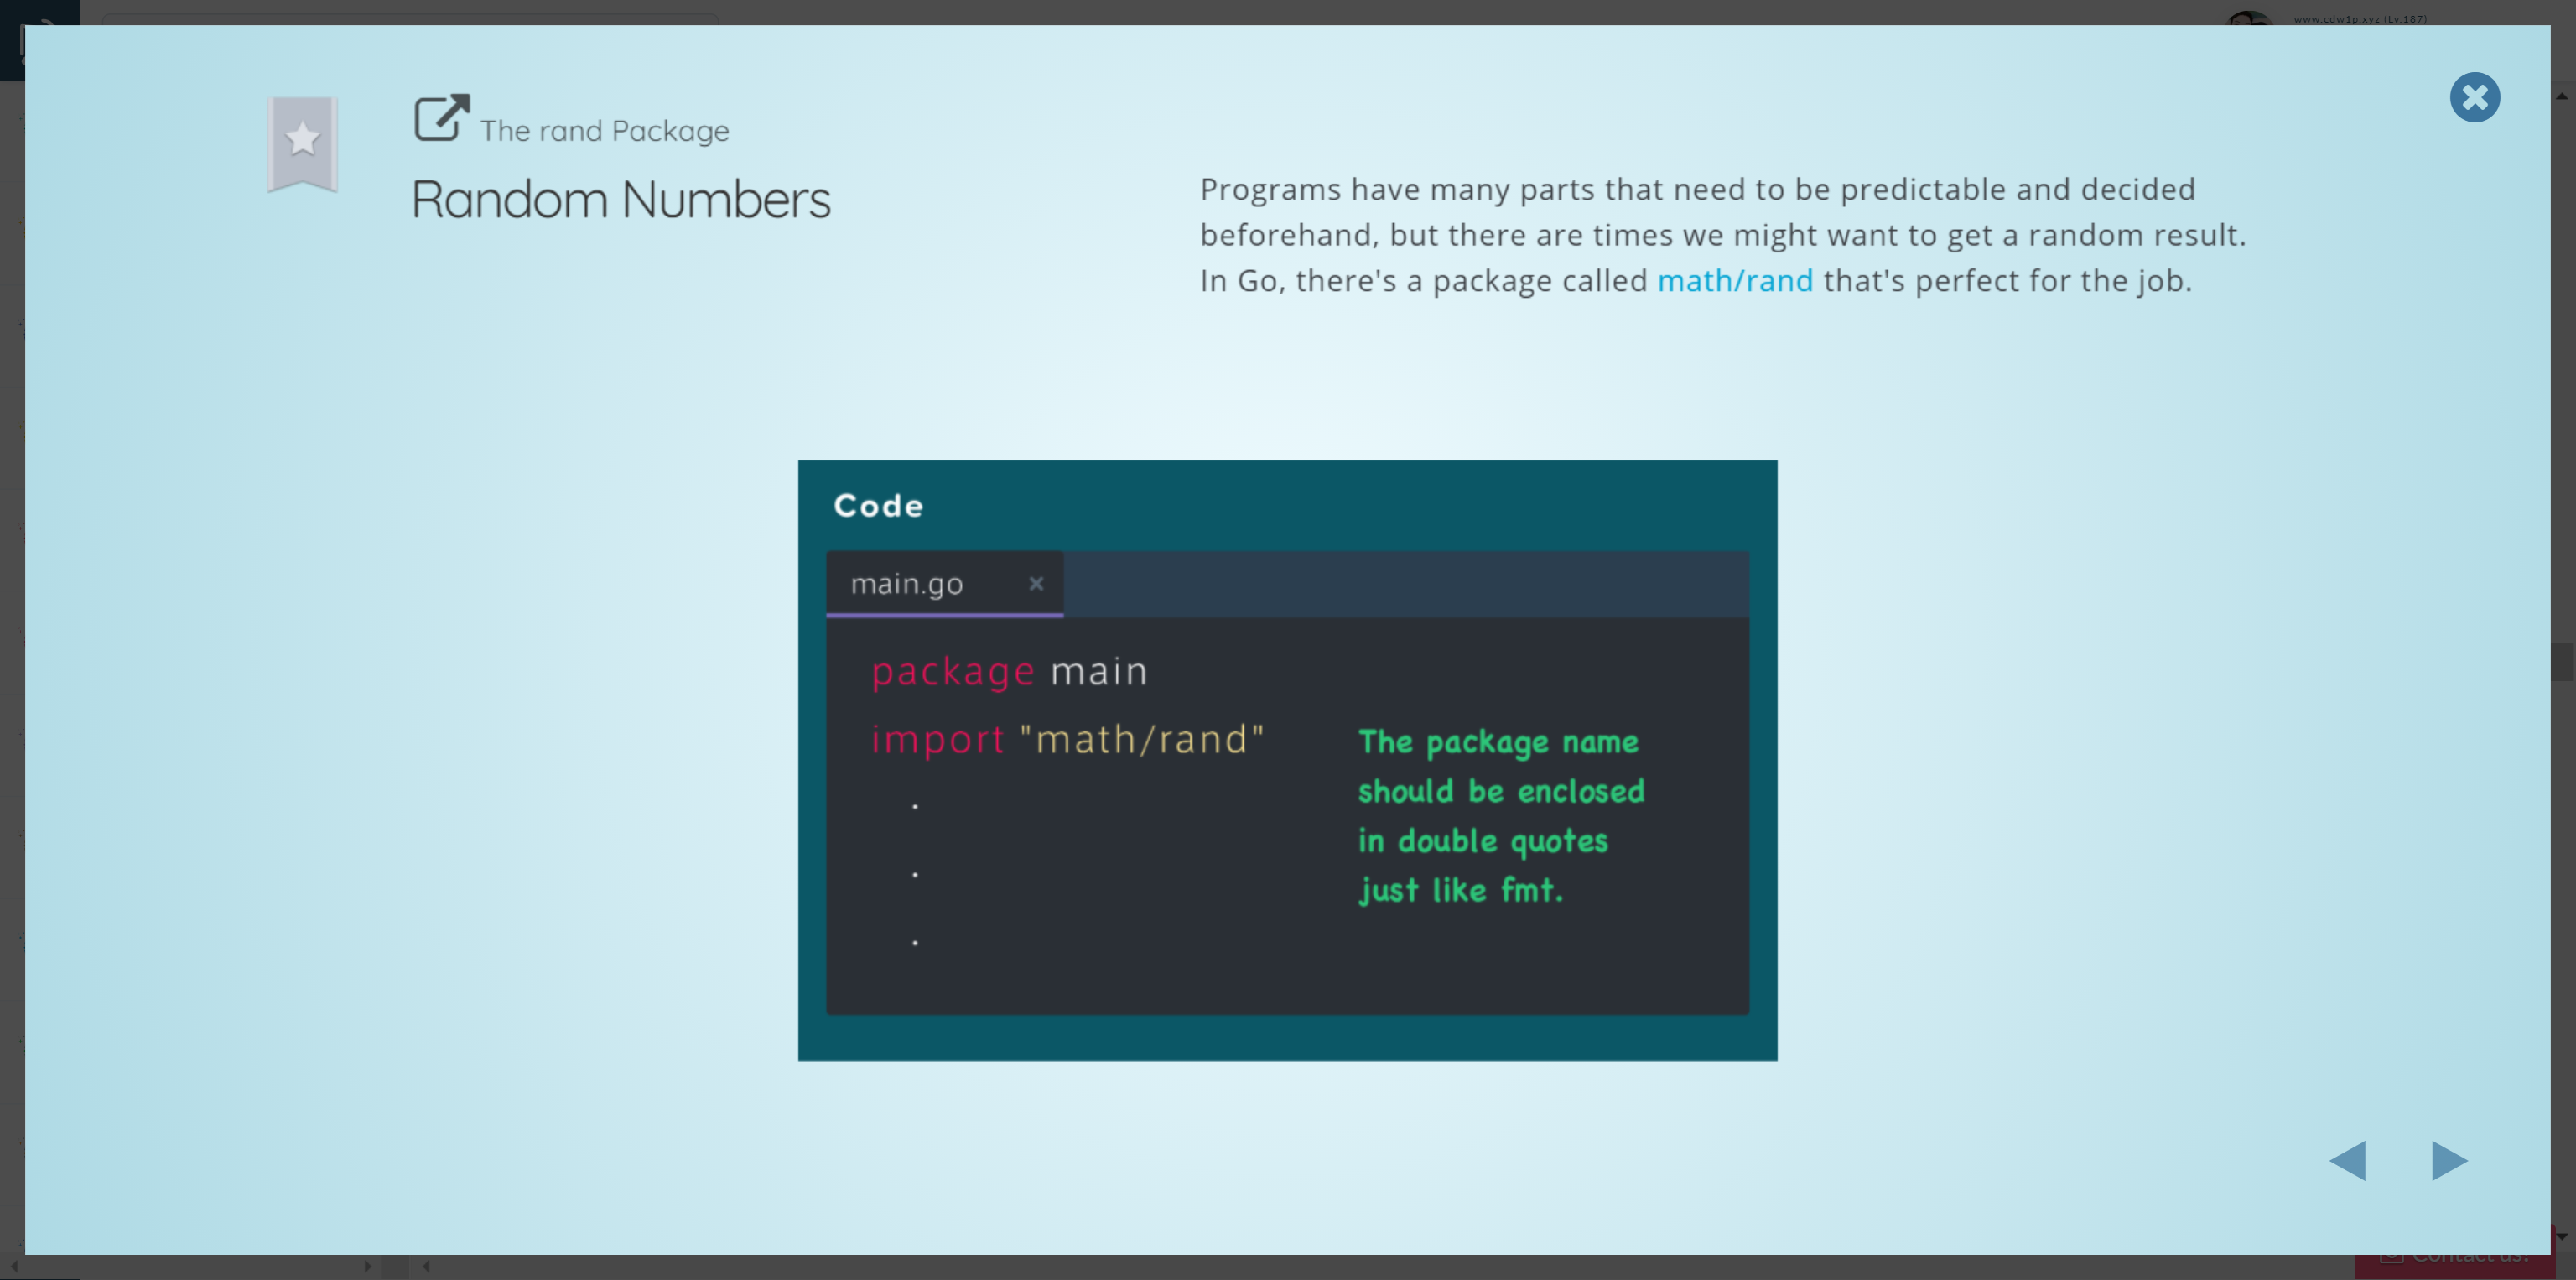 www.cdw1p.xyz (Lv.187)
The rand Package
Random Numbers
Programs have many parts that need to be predictable and decided
beforehand, but there are times we might want to get a random result.
In Go, there's a package called math/rand that's perfect for the job.
Code
main.go ×
package main
import "math/rand"
.
.
.
The package name
should be enclosed
in double quotes
just like fmt.
Contact us!